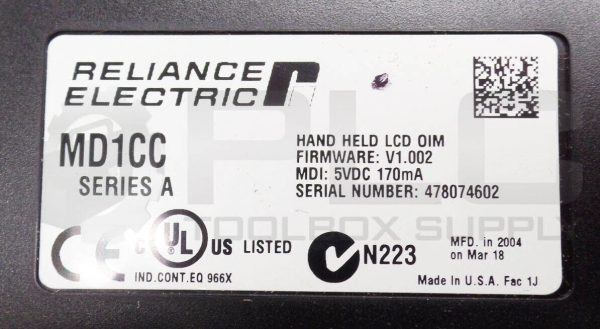 RELIANCE
ELECTRIC
MD1CC
SERIES A
HAND HELD LCD OIM
FIRMWARE: V1.002
MDI: 5VDC 170mA
SERIAL NUMBER: 478074602
CE C UL US LISTED
IND.CONT.EQ 966X
N223
MFD. in 2004
on Mar 18
Made in U.S.A. Fac 1J
PLC
TOOLBOX SUPPLY